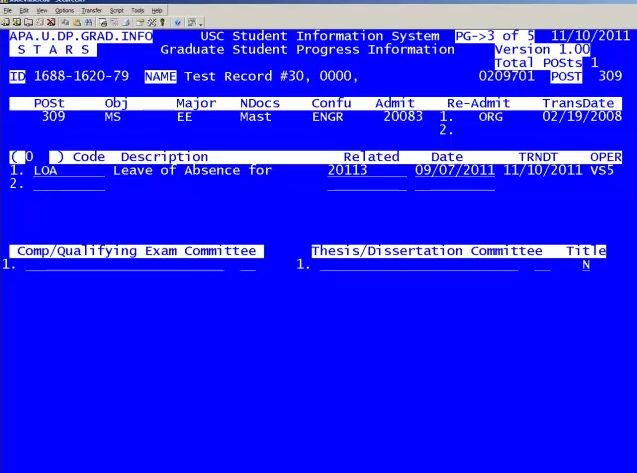 File Edit View Options Transfer Script Tools Help
APA.U.DP.GRAD.INFO USC Student Information System PG->3 of 5 11/10/2011
S T A R S Graduate Student Progress Information Version 1.00
Total POSts 1
ID 1688-1620-79 NAME Test Record #30, 0000, 0209701 POST 309
POSt Obj Major NDocs Confu Admit Re-Admit TransDate
309 MS EE Mast ENGR 20083 1. ORG 02/19/2008
2.
( 0 ) Code Description Related Date TRNDT OPER
1. LOA Leave of Absence for 20113 09/07/2011 11/10/2011 VS5
2.
Comp/Qualifying Exam Committee Thesis/Dissertation Committee Title
1. 1. N